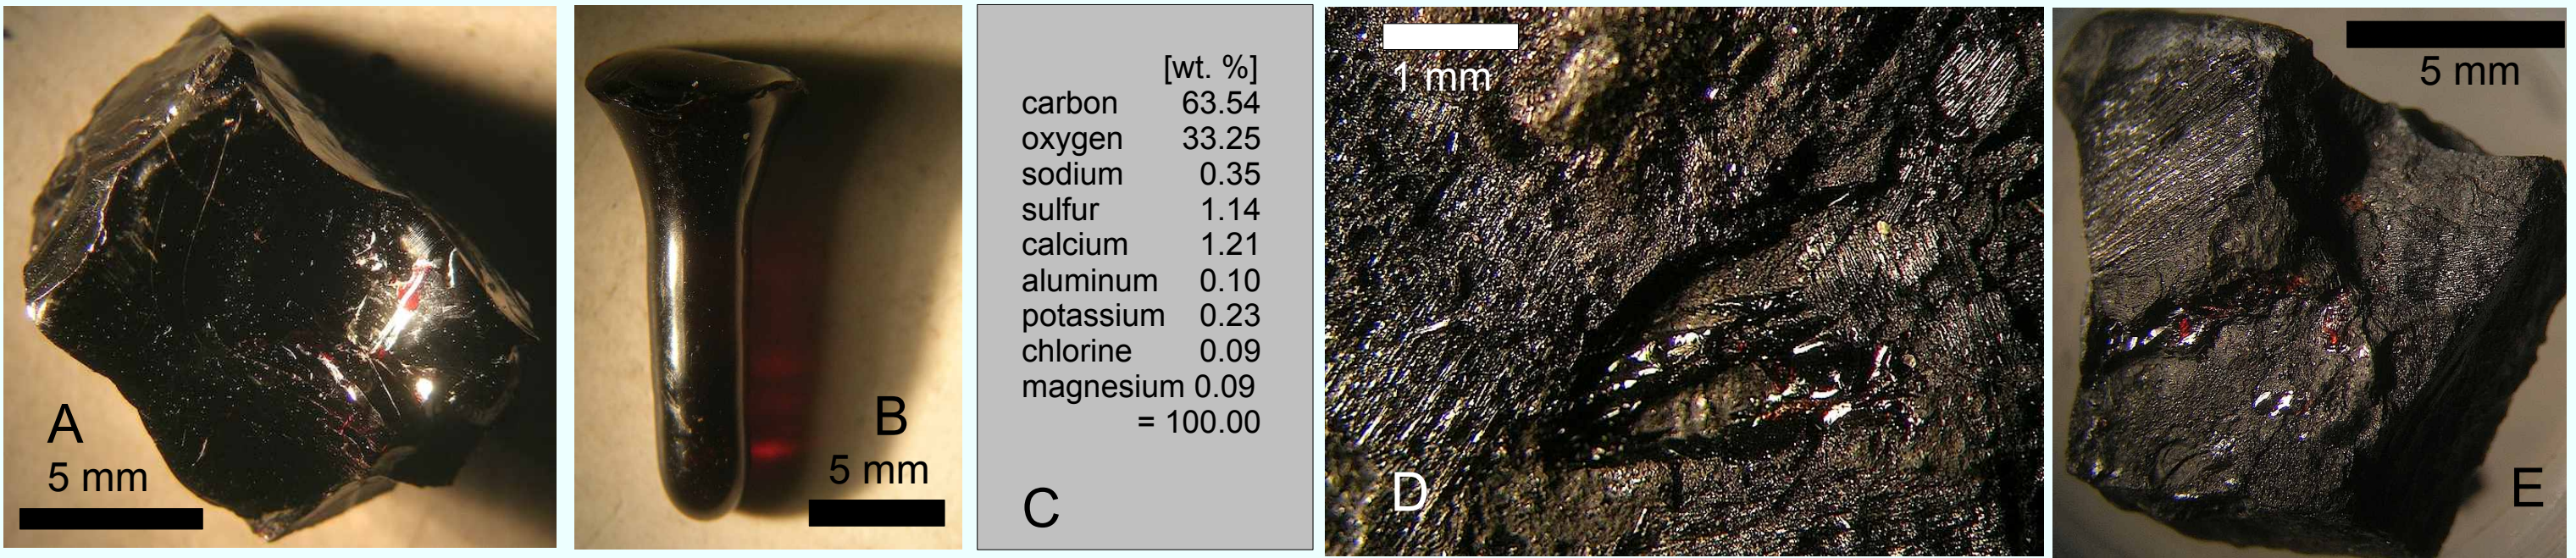 A
5 mm
B
5 mm
[wt. %]
carbon 63.54
oxygen 33.25
sodium 0.35
sulfur 1.14
calcium 1.21
aluminum 0.10
potassium 0.23
chlorine 0.09
magnesium 0.09
= 100.00
C
1 mm
D
5 mm
E